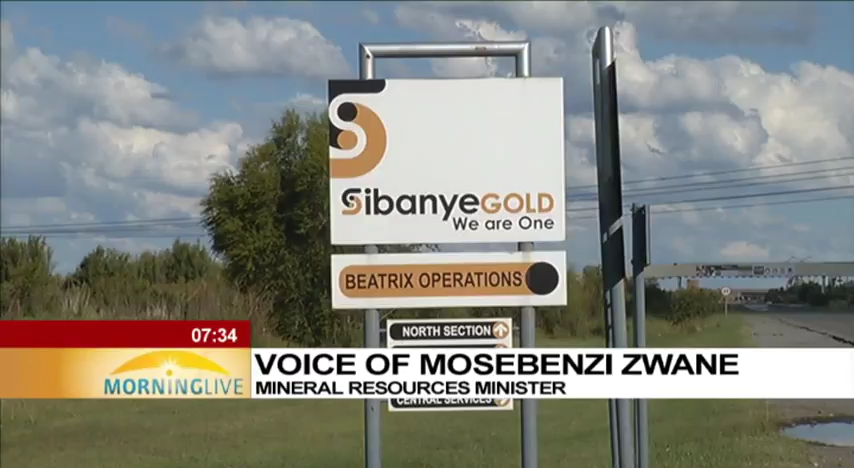 SibanyeGOLD
We are One
BEATRIX OPERATIONS
NORTH SECTION
CENTRAL SERVICES
07:34
MORNINGLIVE
VOICE OF MOSEBENZI ZWANE
MINERAL RESOURCES MINISTER